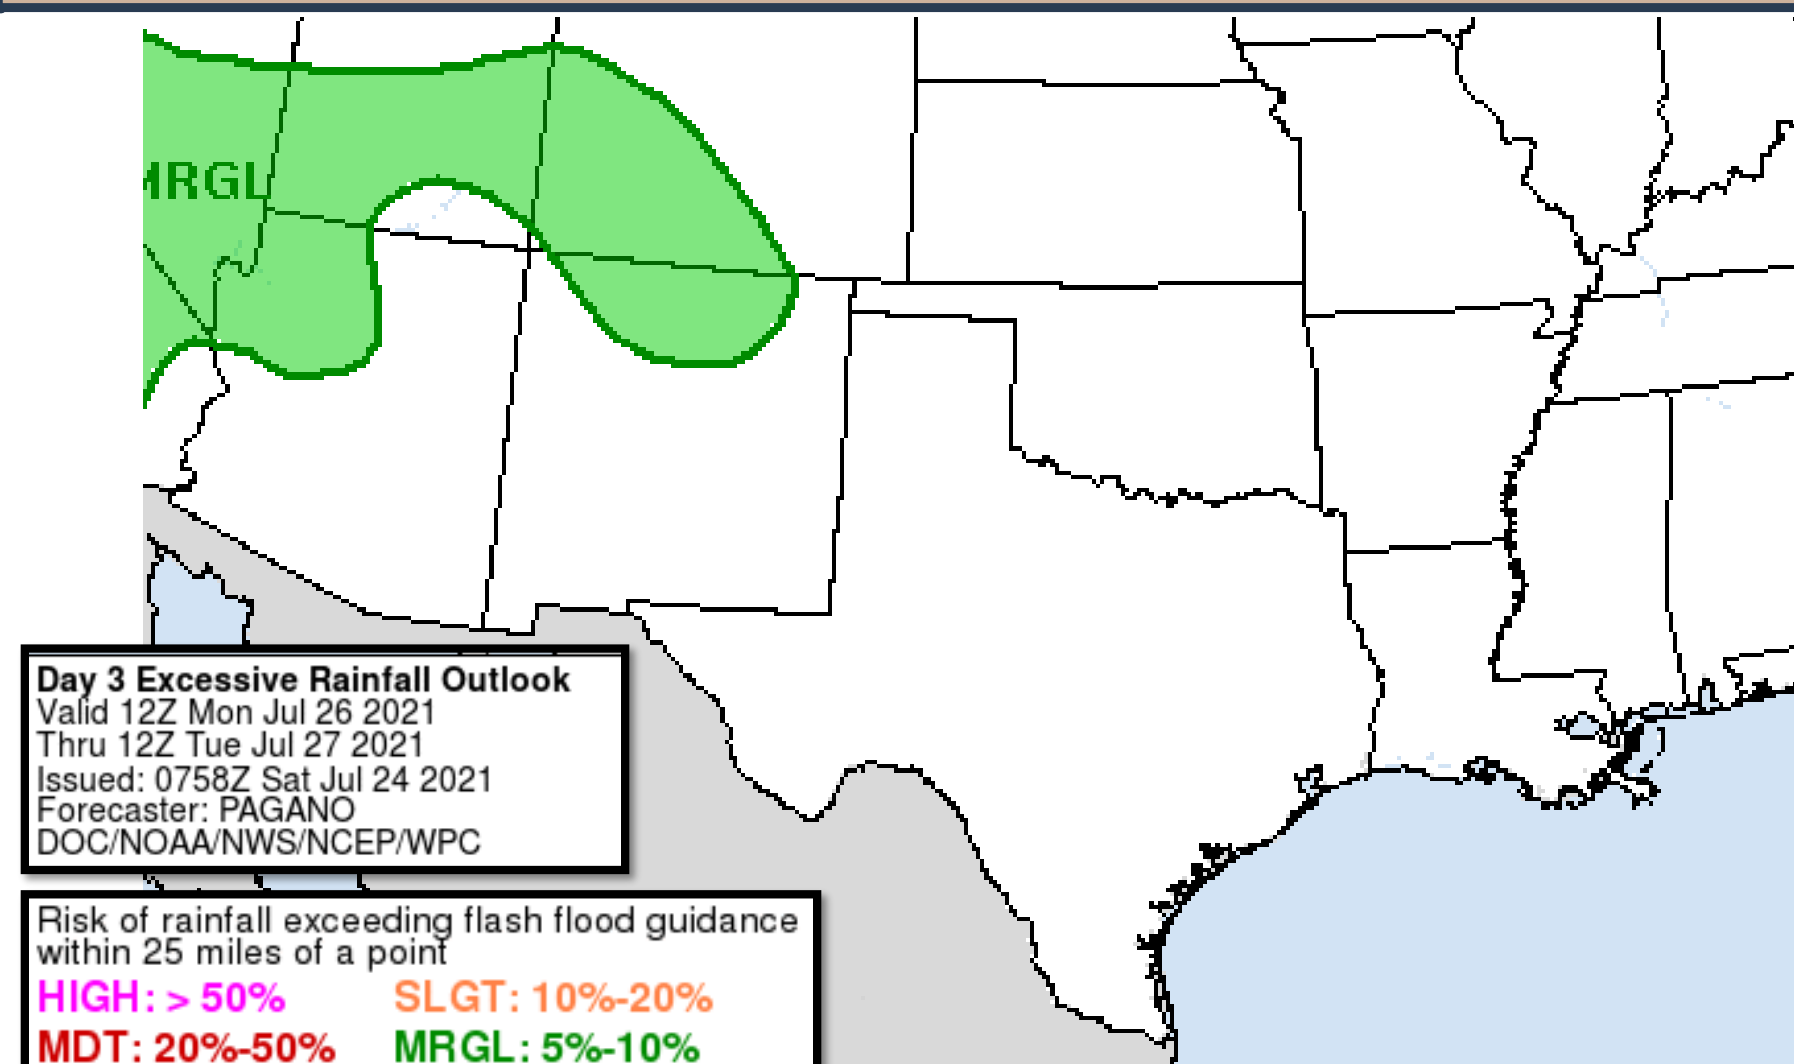 MRGL
Day 3 Excessive Rainfall Outlook
Valid 12Z Mon Jul 26 2021
Thru 12Z Tue Jul 27 2021
Issued: 0758Z Sat Jul 24 2021
Forecaster: PAGANO
DOC/NOAA/NWS/NCEP/WPC
Risk of rainfall exceeding flash flood guidance
within 25 miles of a point
HIGH: > 50% SLGT: 10%-20%
MDT: 20%-50% MRGL: 5%-10%